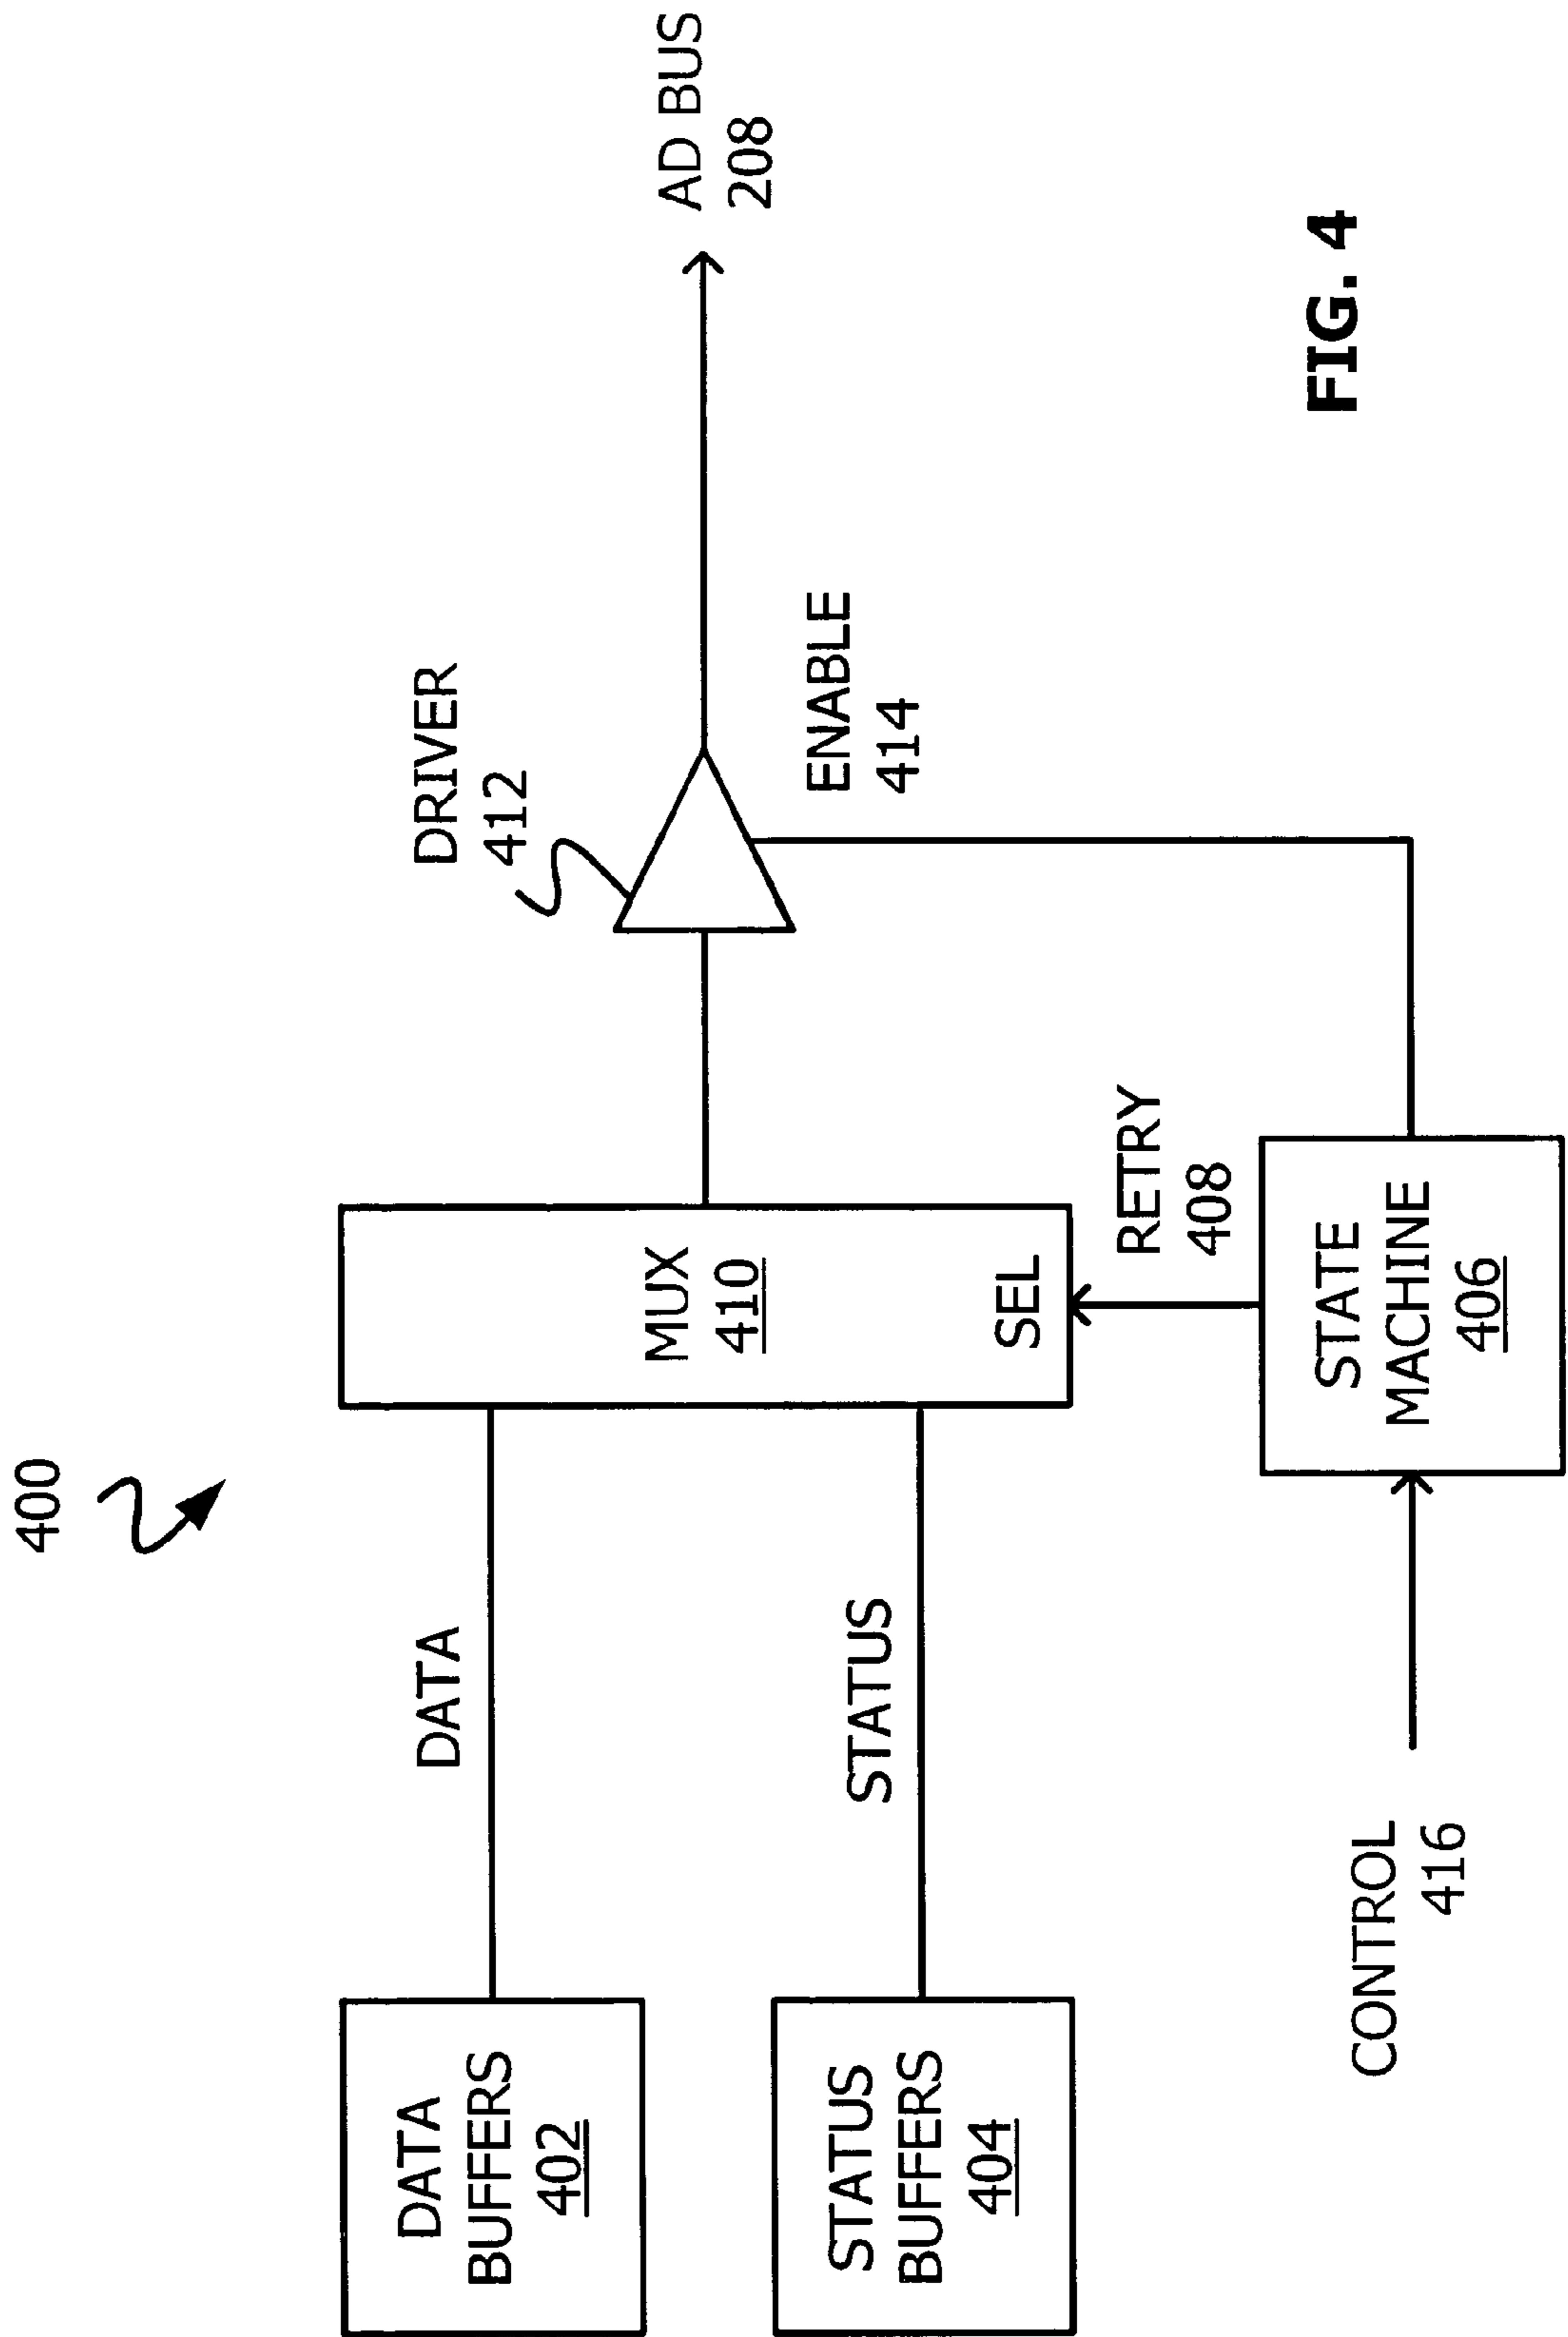 400
DATA
BUFFERS
402
DATA
STATUS
BUFFERS
404
STATUS
MUX
410
SEL
DRIVER
412
AD BUS
208
ENABLE
414
RETRY
408
CONTROL
416
STATE
MACHINE
406
FIG. 4